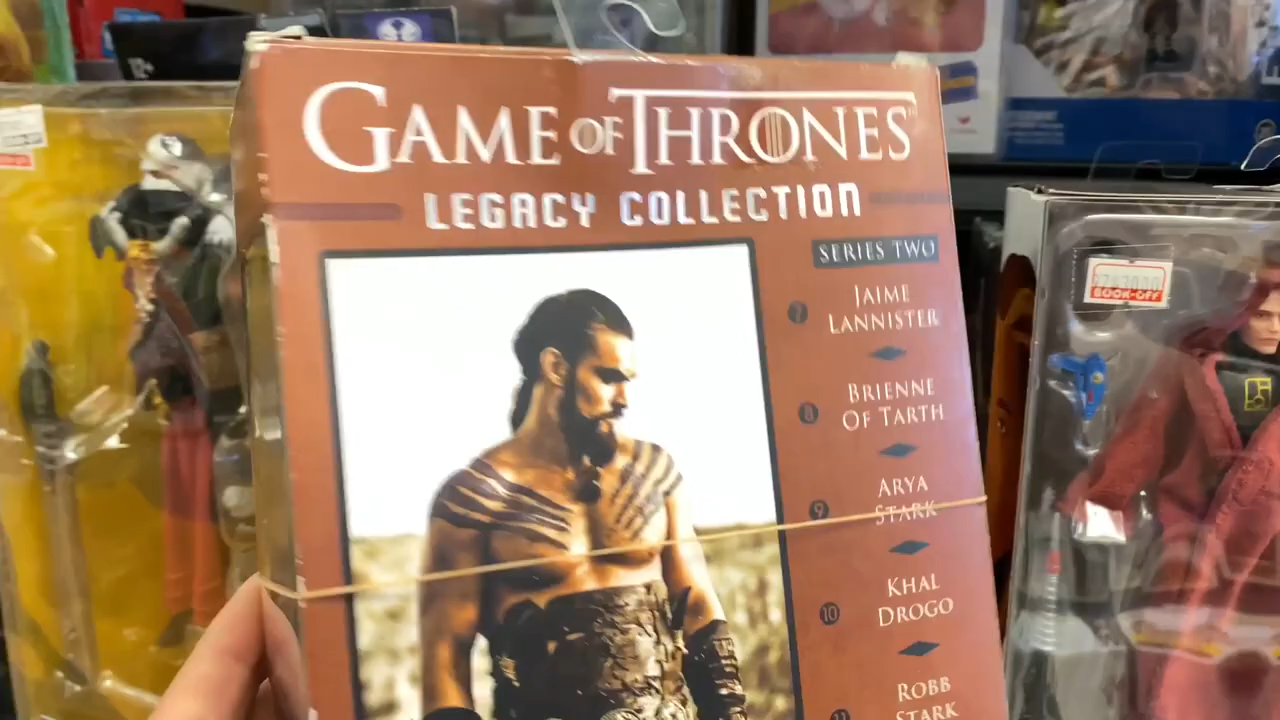 GAME OF THRONES
LEGACY COLLECTION
SERIES TWO
7
JAIME
LANNISTER
8
BRIENNE
OF TARTH
9
ARYA
STARK
10
KHAL
DROGO
11
ROBB
STARK
BOOK-OFF